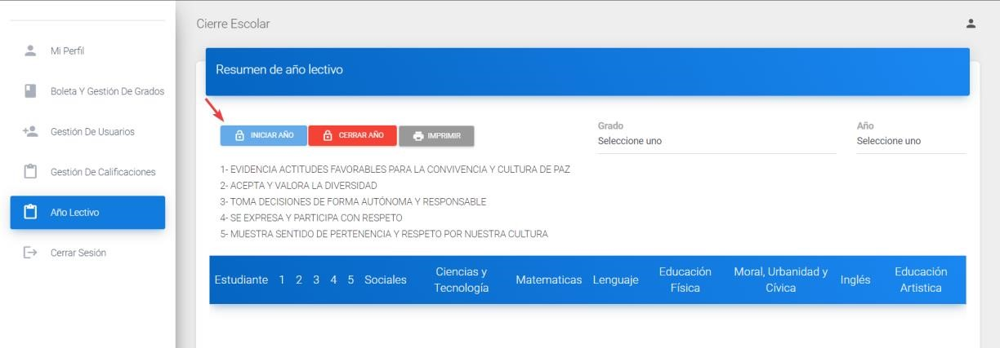 Cierre Escolar
Mi Perfil
Boleta Y Gestión De Grados
Gestión De Usuarios
Gestión De Calificaciones
Año Lectivo
Cerrar Sesión
Resumen de año lectivo
INICIAR AÑO CERRAR AÑO IMPRIMIR
Grado
Seleccione uno
Año
Seleccione uno
1- EVIDENCIA ACTITUDES FAVORABLES PARA LA CONVIVENCIA Y CULTURA DE PAZ
2- ACEPTA Y VALORA LA DIVERSIDAD
3- TOMA DECISIONES DE FORMA AUTÓNOMA Y RESPONSABLE
4- SE EXPRESA Y PARTICIPA CON RESPETO
5- MUESTRA SENTIDO DE PERTENENCIA Y RESPETO POR NUESTRA CULTURA
Estudiante 1 2 3 4 5 Sociales Ciencias y Tecnología Matematicas Lenguaje Educación Física Moral, Urbanidad y Cívica Inglés Educación Artistica